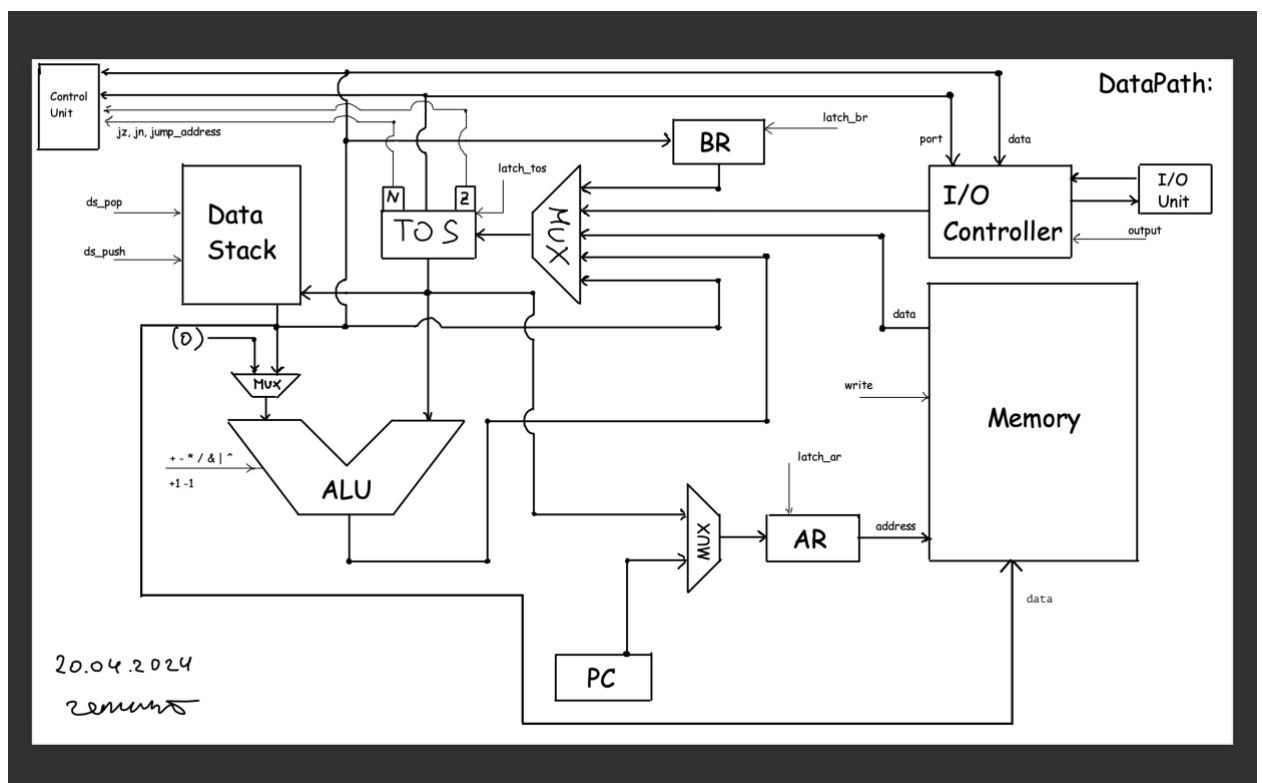 DataPath:
Control
Unit
jz, jn, jump_address
latch_br
BR
port
data
I/O
Controller
I/O
Unit
output
ds_pop
ds_push
Data
Stack
N
Z
TOS
latch_tos
MUX
data
write
Memory
(0)
MUX
+ - * / & | ^
+1 -1
ALU
latch_ar
MUX
AR
address
data
PC
20.04.2024